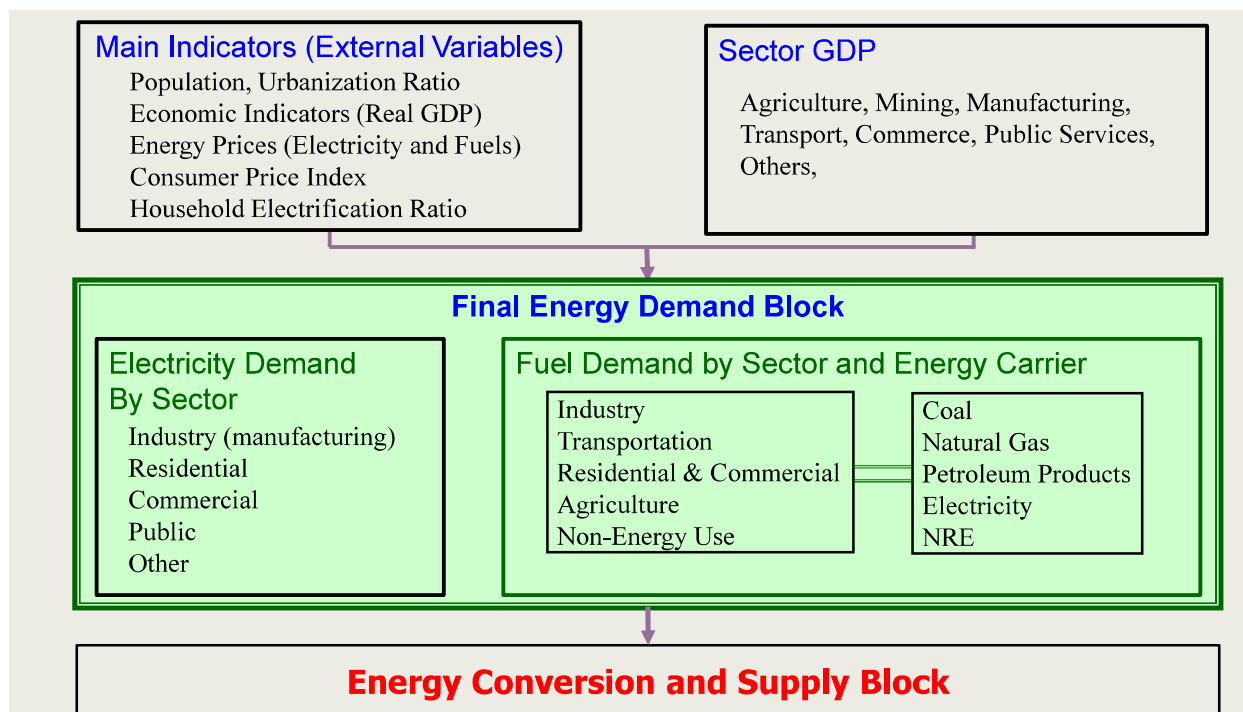 Main Indicators (External Variables)
Population, Urbanization Ratio
Economic Indicators (Real GDP)
Energy Prices (Electricity and Fuels)
Consumer Price Index
Household Electrification Ratio
Sector GDP
Agriculture, Mining, Manufacturing,
Transport, Commerce, Public Services,
Others,
Final Energy Demand Block
Electricity Demand
By Sector
Industry (manufacturing)
Residential
Commercial
Public
Other
Fuel Demand by Sector and Energy Carrier
Industry
Transportation
Residential & Commercial
Agriculture
Non-Energy Use
Coal
Natural Gas
Petroleum Products
Electricity
NRE
Energy Conversion and Supply Block